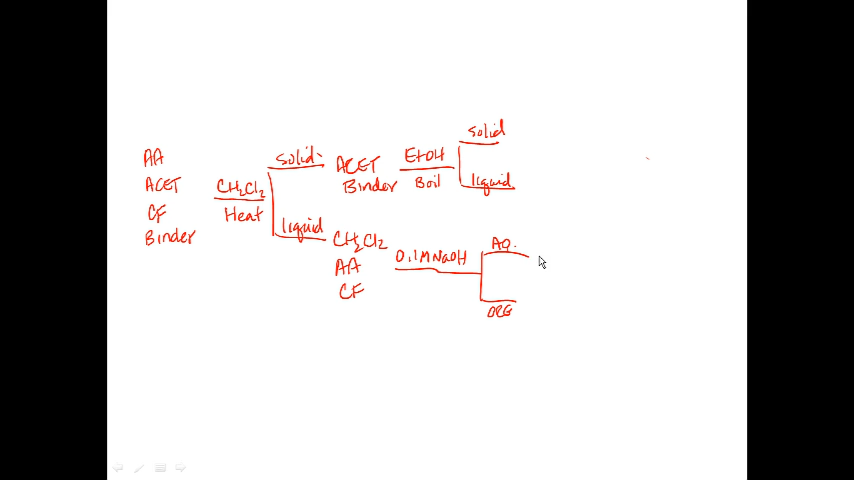 AA
ACET
CF
Binder
CH2Cl2
Heat
solid
liquid
ACET
Binder
EtOH
Boil
solid
liquid
CH2Cl2
AA
CF
0.1M NaOH
AQ.
ORG